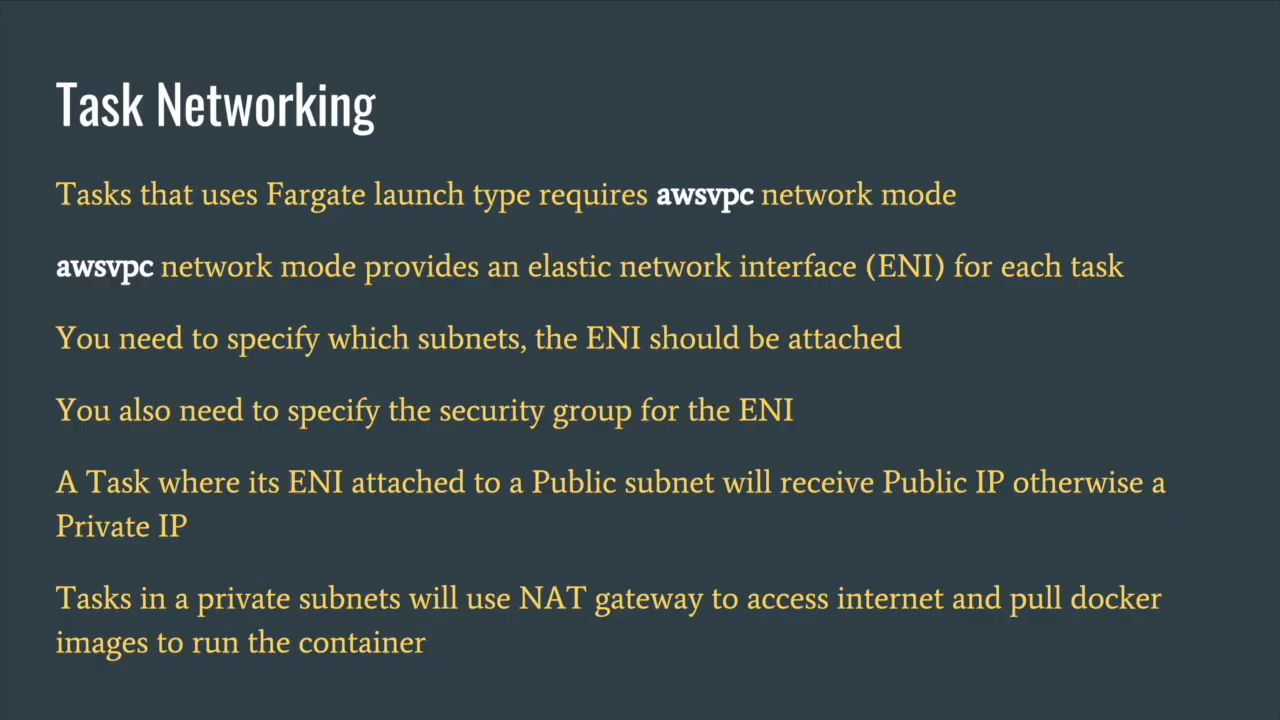 Task Networking
Tasks that uses Fargate launch type requires awsvpc network mode
awsvpc network mode provides an elastic network interface (ENI) for each task
You need to specify which subnets, the ENI should be attached
You also need to specify the security group for the ENI
A Task where its ENI attached to a Public subnet will receive Public IP otherwise a
Private IP
Tasks in a private subnets will use NAT gateway to access internet and pull docker
images to run the container